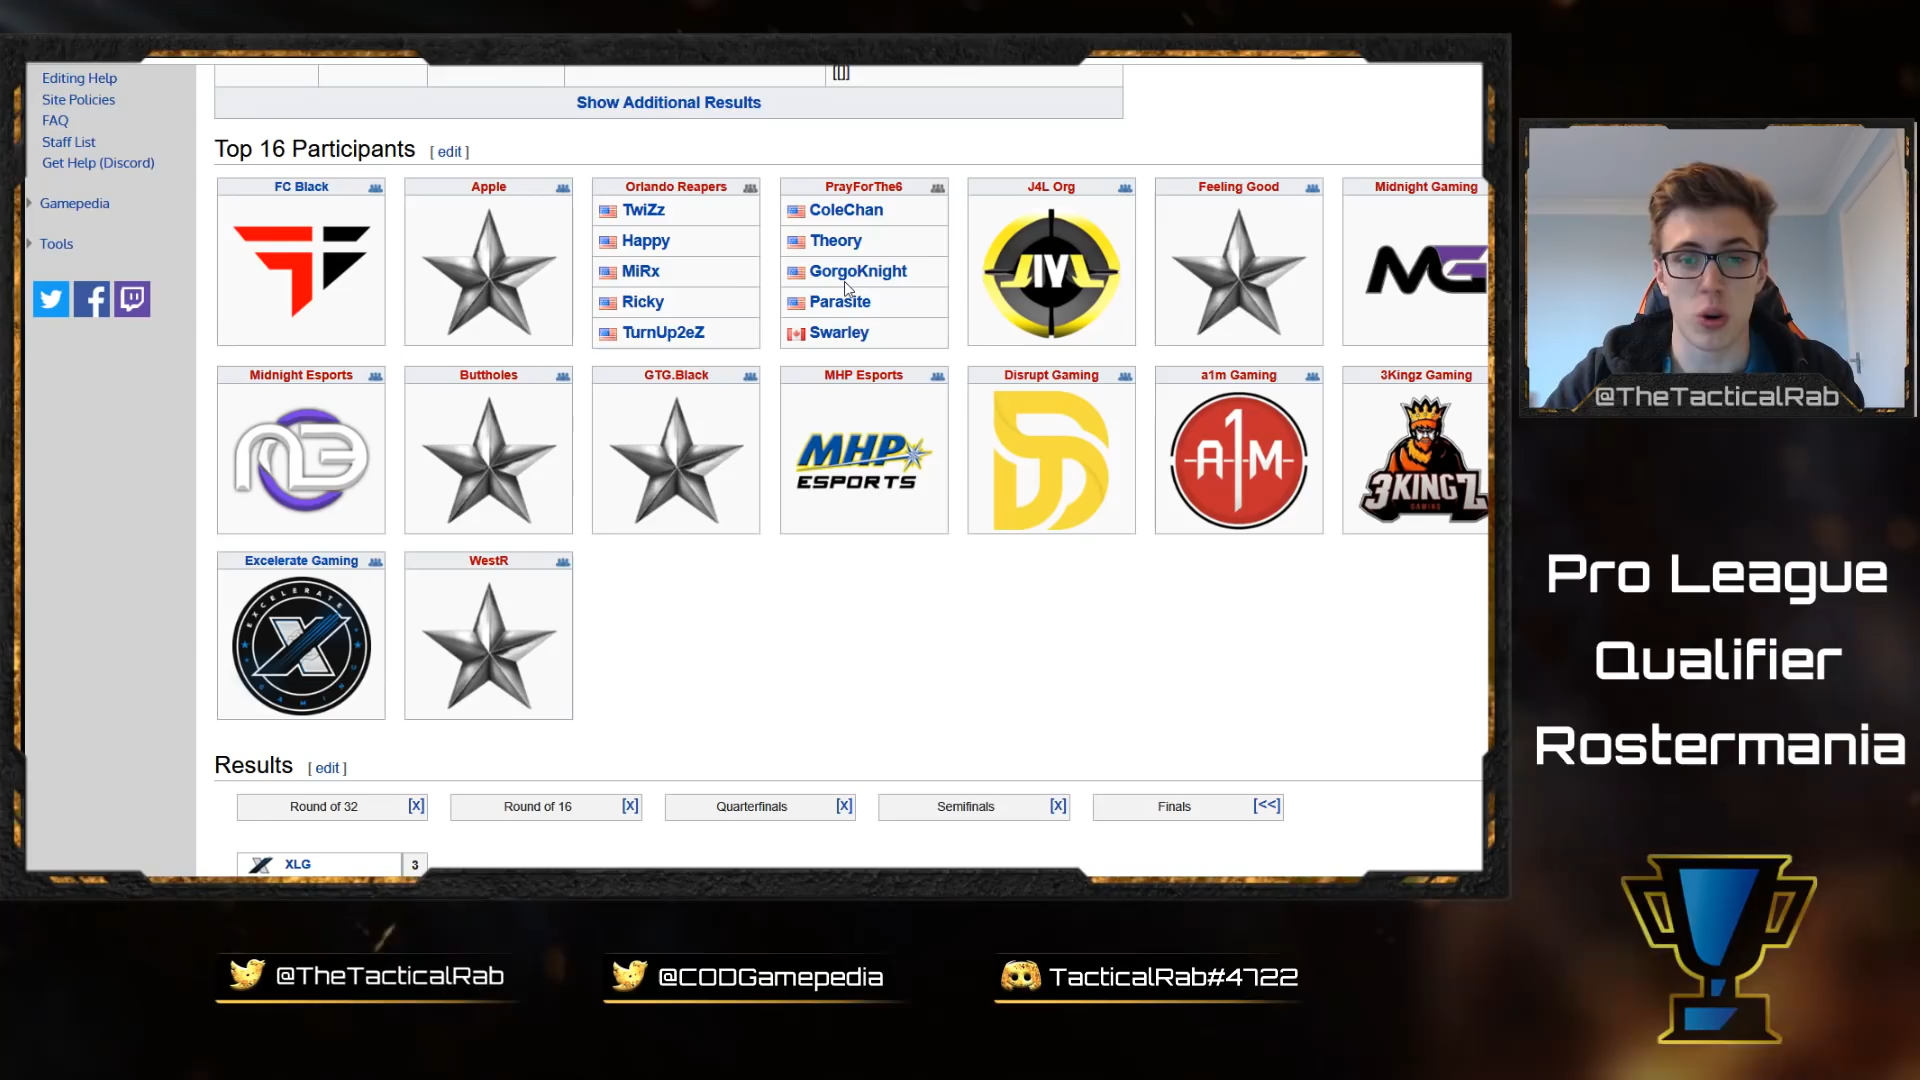 Editing Help
Site Policies
FAQ
Staff List
Get Help (Discord)
Gamepedia
Tools
[[]]
Show Additional Results
Top 16 Participants [ edit ]
FC Black
Apple
Orlando Reapers
TwiZz
Happy
MiRx
Ricky
TurnUp2eZ
PrayForThe6
ColeChan
Theory
GorgoKnight
Parasite
Swarley
J4L Org
Feeling Good
Midnight Gaming
MG
Midnight Esports
Buttholes
GTG.Black
MHP Esports
MHP
ESPORTS
Disrupt Gaming
a1m Gaming
A1M
3Kingz Gaming
3KINGZ
GAMING
Excelerate Gaming
EXCELERATE
X
GAMING
WestR
Results [ edit ]
Round of 32 [x]
Round of 16 [x]
Quarterfinals [x]
Semifinals [x]
Finals [<<]
XLG 3
@TheTacticalRab
Pro League
Qualifier
Rostermania
@TheTacticalRab
@CODGamepedia
TacticalRab#4722